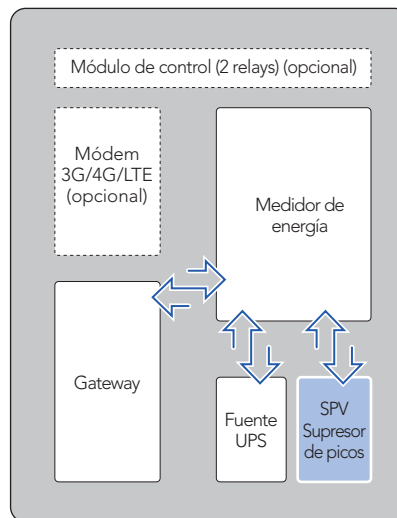 Módulo de control (2 relays) (opcional)
Módem
3G/4G/LTE
(opcional)
Medidor de
energía
Gateway
Fuente
UPS
SPV
Supresor
de picos